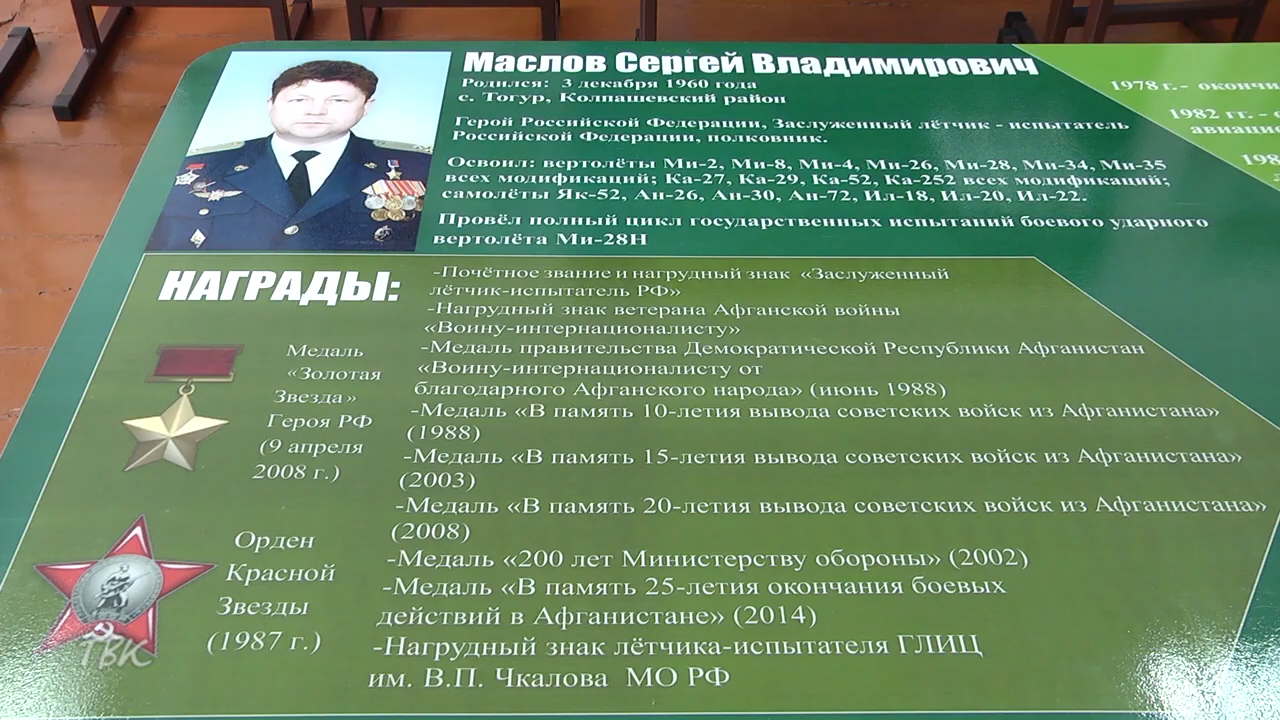 Маслов Сергей Владимирович
Родился: 3 декабря 1960 года
с. Тогур, Колпашевский район
Герой Российской Федерации, Заслуженный лётчик - испытатель
Российской Федерации, полковник.
Освоил: вертолёты Ми-2, Ми-8, Ми-4, Ми-26, Ми-28, Ми-34, Ми-35
всех модификаций; Ка-27, Ка-29, Ка-52, Ка-252 всех модификаций;
самолёты Як-52, Ан-26, Ан-30, Ан-72, Ил-18, Ил-20, Ил-22.
Провёл полный цикл государственных испытаний боевого ударного
вертолёта Ми-28Н
1978 г.- окончи
1982 гг. -
авиацио
198
НАГРАДЫ:
Медаль
«Золотая
Звезда»
Героя РФ
(9 апреля
2008 г.)
Орден
Красной
Звезды
(1987 г.)
-Почётное звание и нагрудный знак «Заслуженный
лётчик-испытатель РФ»
-Нагрудный знак ветерана Афганской войны
«Воину-интернационалисту»
-Медаль правительства Демократической Республики Афганистан
«Воину-интернационалисту от
благодарного Афганского народа» (июнь 1988)
-Медаль «В память 10-летия вывода советских войск из Афганистана»
(1988)
-Медаль «В память 15-летия вывода советских войск из Афганистана»
(2003)
-Медаль «В память 20-летия вывода советских войск из Афганистана»
(2008)
-Медаль «200 лет Министерству обороны» (2002)
-Медаль «В память 25-летия окончания боевых
действий в Афганистане» (2014)
-Нагрудный знак лётчика-испытателя ГЛИЦ
им. В.П. Чкалова МО РФ
ТВК